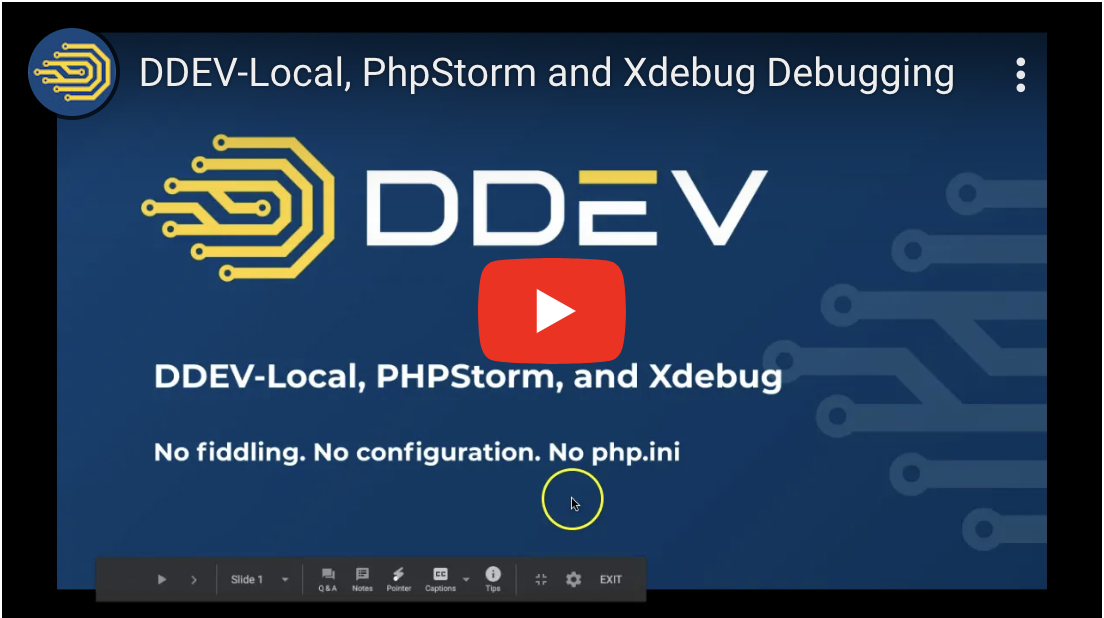 DDEV-Local, PhpStorm and Xdebug Debugging
DDEV
DDEV-Local, PHPStorm, and Xdebug
No fiddling. No configuration. No php.ini
Slide 1
Q&A
Notes
Pointer
CC
Captions
Tips
EXIT